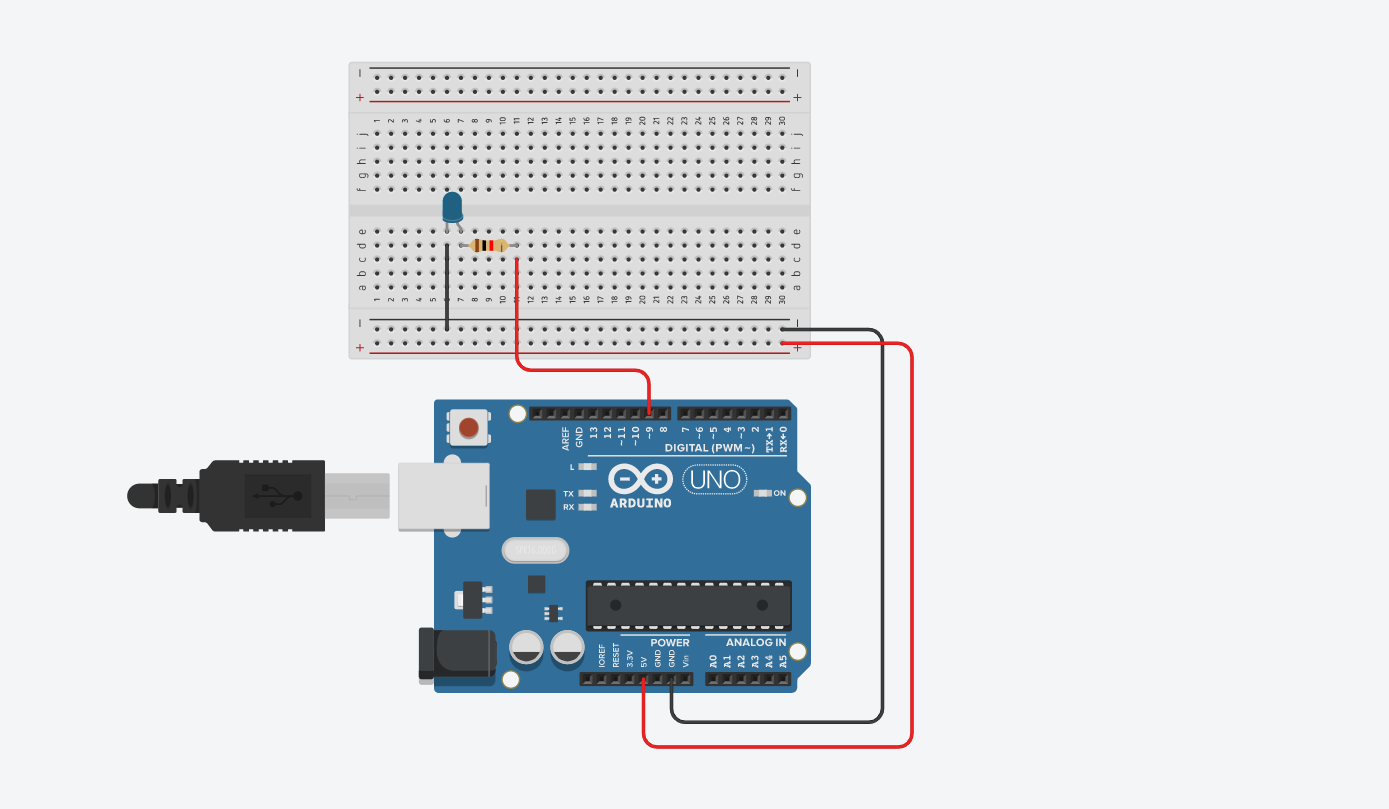 − −
+ +
1 2 3 4 5 6 7 8 9 10 11 12 13 14 15 16 17 18 19 20 21 22 23 24 25 26 27 28 29 30
j j
i i
h h
g g
f f
e e
d d
c c
b b
a a
1 2 3 4 5 6 7 8 9 10 11 12 13 14 15 16 17 18 19 20 21 22 23 24 25 26 27 28 29 30
− −
+ +
AREF GND 13 12 ~11 ~10 ~9 8 7 ~6 ~5 4 ~3 2 TX→1 RX←0
DIGITAL (PWM~)
L
TX
RX
ARDUINO
UNO
ON
POWER ANALOG IN
IOREF RESET 3.3V 5V GND GND Vin A0 A1 A2 A3 A4 A5